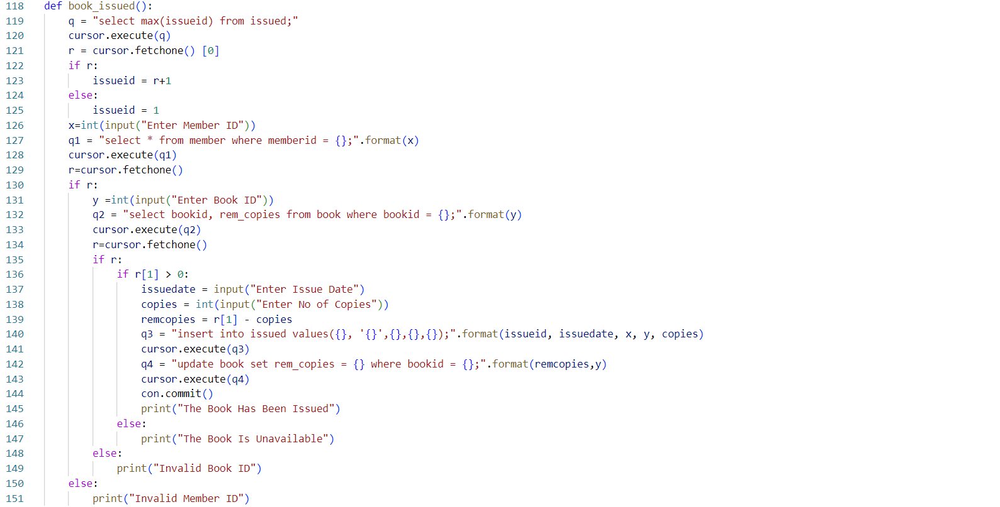 118 def book_issued():
119     q = "select max(issueid) from issued;"
120     cursor.execute(q)
121     r = cursor.fetchone() [0]
122     if r:
123         issueid = r+1
124     else:
125         issueid = 1
126     x=int(input("Enter Member ID"))
127     q1 = "select * from member where memberid = {};".format(x)
128     cursor.execute(q1)
129     r=cursor.fetchone()
130     if r:
131         y =int(input("Enter Book ID"))
132         q2 = "select bookid, rem_copies from book where bookid = {};".format(y)
133         cursor.execute(q2)
134         r=cursor.fetchone()
135         if r:
136             if r[1] > 0:
137                 issuedate = input("Enter Issue Date")
138                 copies = int(input("Enter No of Copies"))
139                 remcopies = r[1] - copies
140                 q3 = "insert into issued values({}, '{}',{},{},{});".format(issueid, issuedate, x, y, copies)
141                 cursor.execute(q3)
142                 q4 = "update book set rem_copies = {} where bookid = {};".format(remcopies,y)
143                 cursor.execute(q4)
144                 con.commit()
145                 print("The Book Has Been Issued")
146             else:
147                 print("The Book Is Unavailable")
148         else:
149             print("Invalid Book ID")
150     else:
151         print("Invalid Member ID")